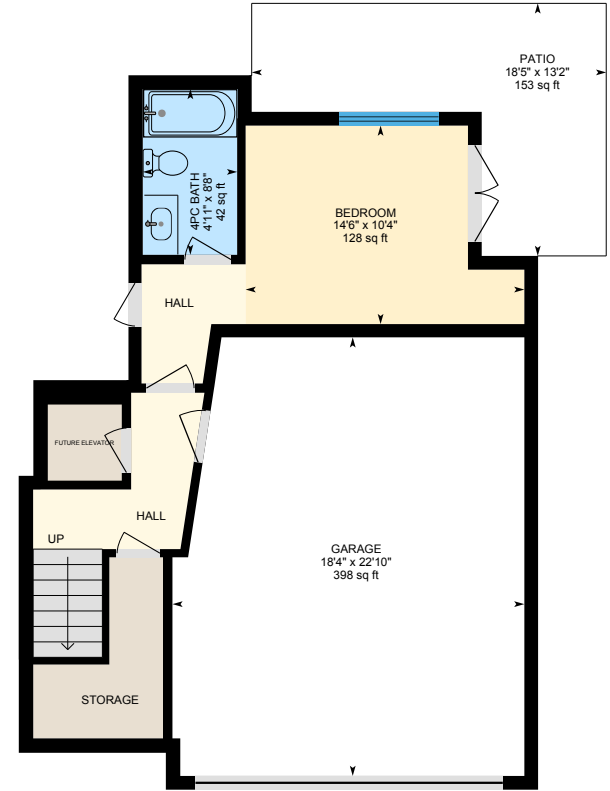 PATIO
18'5" x 13'2"
153 sq ft
4PC BATH
4'11" x 8'8"
42 sq ft
BEDROOM
14'6" x 10'4"
128 sq ft
HALL
FUTURE ELEVATOR
HALL
UP
GARAGE
18'4" x 22'10"
398 sq ft
STORAGE